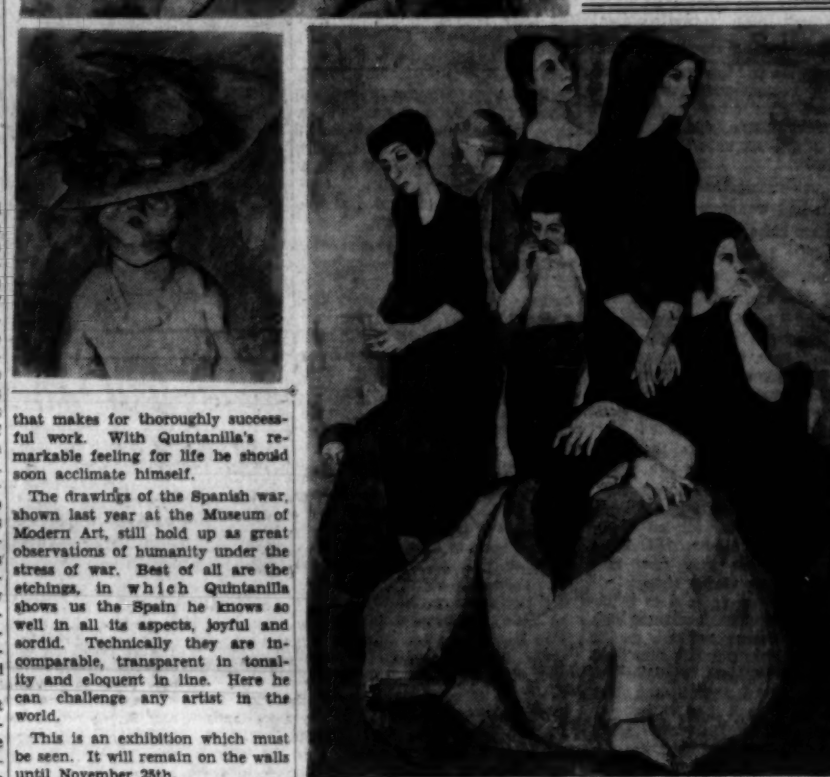 that makes for thoroughly success-
ful work. With Quintanilla's re-
markable feeling for life he should
soon acclimate himself.
The drawings of the Spanish war,
shown last year at the Museum of
Modern Art, still hold up as great
observations of humanity under the
stress of war. Best of all are the
etchings, in which Quintanilla
shows us the Spain he knows so
well in all its aspects, joyful and
sordid. Technically they are in-
comparable, transparent in tonal-
ity and eloquent in line. Here he
can challenge any artist in the
world.
This is an exhibition which must
be seen. It will remain on the walls
until November 25th.